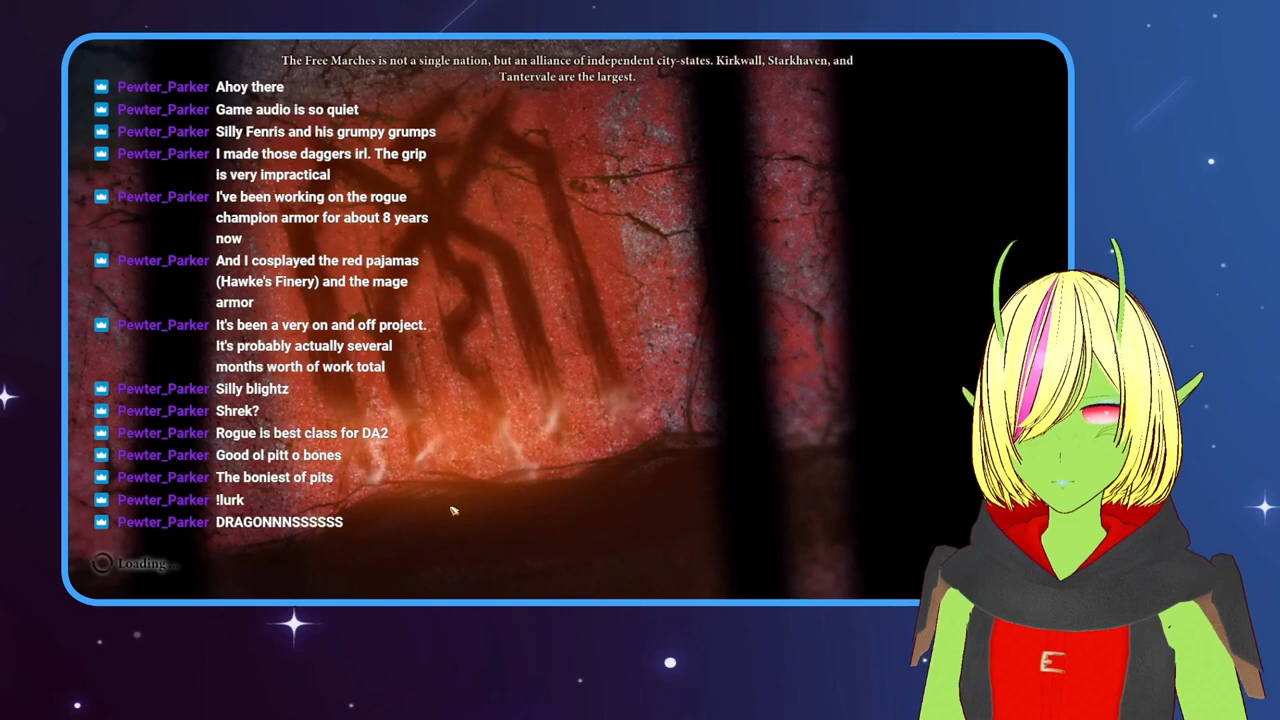 The Free Marches is not a single nation, but an alliance of independent city-states. Kirkwall, Starkhaven, and
Tantervale are the largest.
Pewter_Parker Ahoy there
Pewter_Parker Game audio is so quiet
Pewter_Parker Silly Fenris and his grumpy grumps
Pewter_Parker I made those daggers irl. The grip
is very impractical
Pewter_Parker I've been working on the rogue
champion armor for about 8 years
now
Pewter_Parker And I cosplayed the red pajamas
(Hawke's Finery) and the mage
armor
Pewter_Parker It's been a very on and off project.
It's probably actually several
months worth of work total
Pewter_Parker Silly blightz
Pewter_Parker Shrek?
Pewter_Parker Rogue is best class for DA2
Pewter_Parker Good ol pitt o bones
Pewter_Parker The boniest of pits
Pewter_Parker !lurk
Pewter_Parker DRAGONNNSSSSSS
Loading...